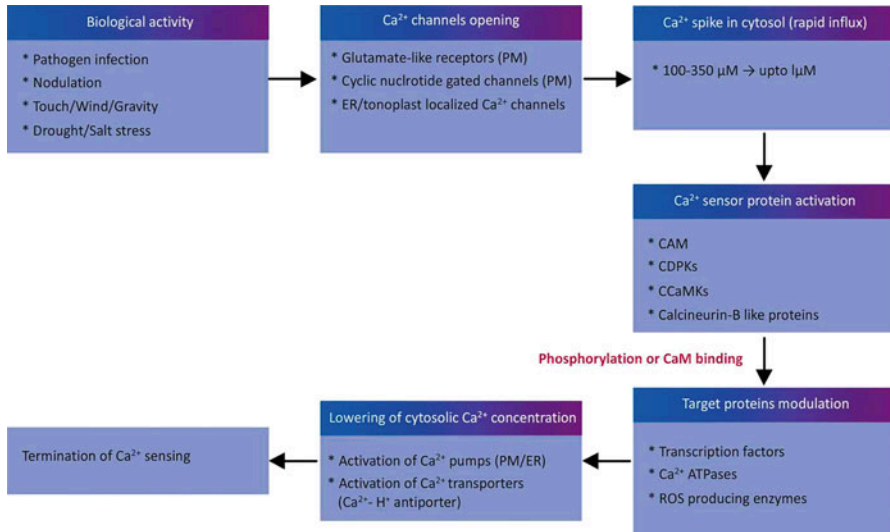 Biological activity
* Pathogen infection
* Nodulation
* Touch/Wind/Gravity
* Drought/Salt stress
Ca²⁺ channels opening
* Glutamate-like receptors (PM)
* Cyclic nuclrotide gated channels (PM)
* ER/tonoplast localized Ca²⁺ channels
Ca²⁺ spike in cytosol (rapid influx)
* 100-350 µM → upto lµM
Ca²⁺ sensor protein activation
* CAM
* CDPKs
* CCaMKs
* Calcineurin-B like proteins
Phosphorylation or CaM binding
Target proteins modulation
* Transcription factors
* Ca²⁺ ATPases
* ROS producing enzymes
Lowering of cytosolic Ca²⁺ concentration
* Activation of Ca²⁺ pumps (PM/ER)
* Activation of Ca²⁺ transporters
(Ca²⁺- H⁺ antiporter)
Termination of Ca²⁺ sensing